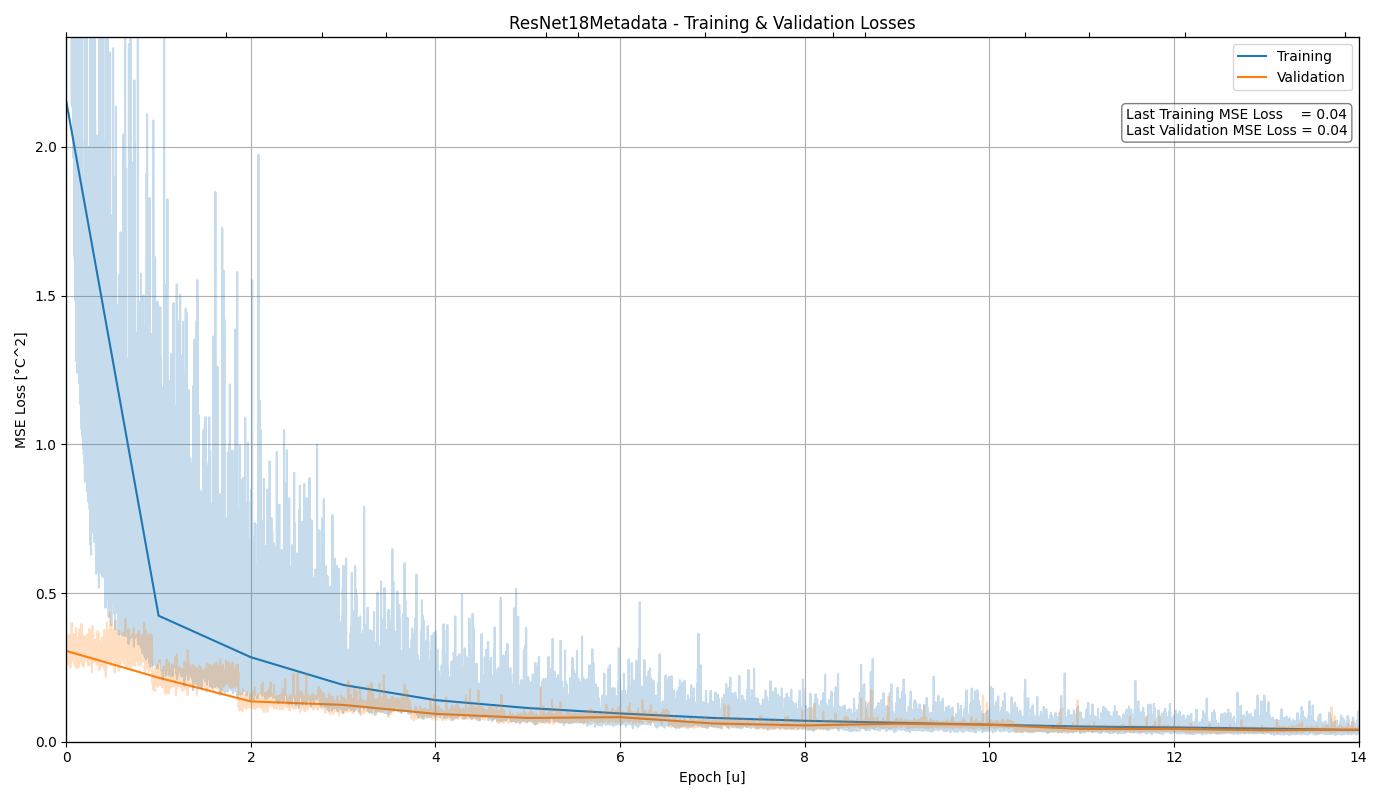 ResNet18Metadata - Training & Validation Losses
Training
Validation
Last Training MSE Loss = 0.04
Last Validation MSE Loss = 0.04
MSE Loss [°C^2]
2.0
1.5
1.0
0.5
0.0
0 2 4 6 8 10 12 14
Epoch [u]